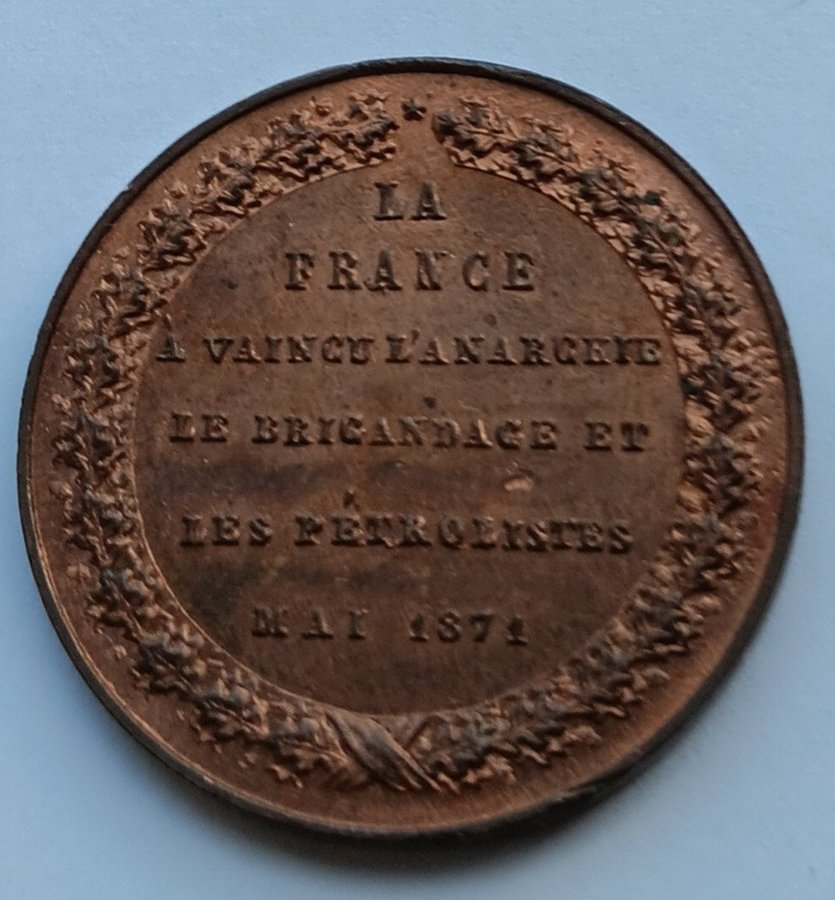 LA
FRANCE
A VAINCU L'ANARCHIE
LE BRIGANDAGE ET
LES PÉTROLISTES
MAI 1871